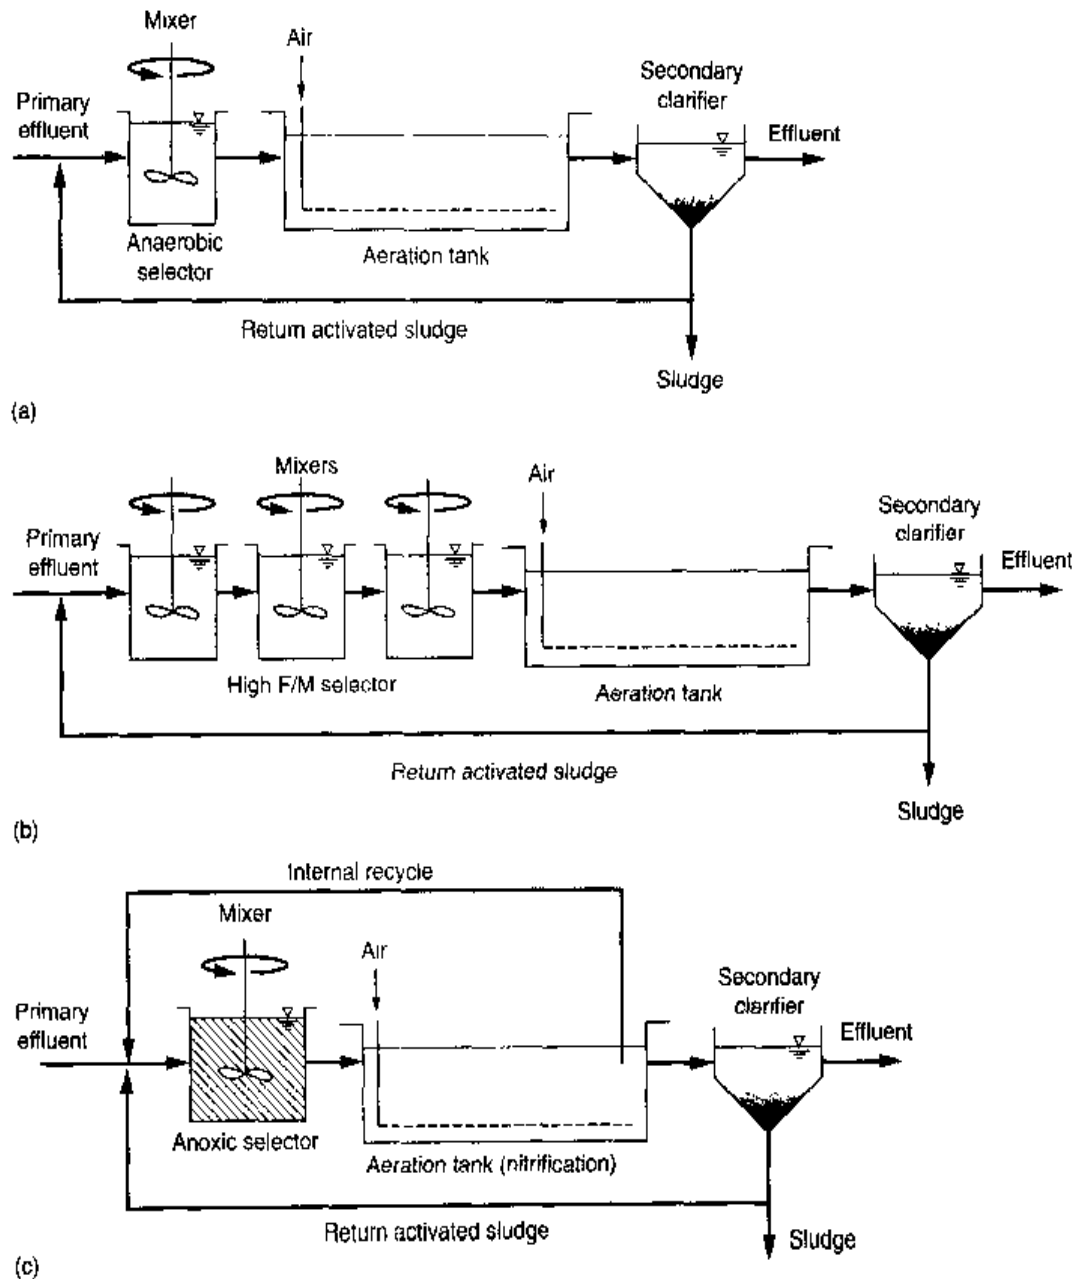 Mixer
Air
Secondary
clarifier
Primary
effluent
Effluent
Anaerobic
selector
Aeration tank
Return activated sludge
Sludge
(a)
Mixers
Air
Secondary
clarifier
Primary
effluent
Effluent
High F/M selector
Aeration tank
Return activated sludge
Sludge
(b)
Internal recycle
Mixer
Air
Secondary
clarifier
Primary
effluent
Effluent
Anoxic selector
Aeration tank (nitrification)
Return activated sludge
Sludge
(c)